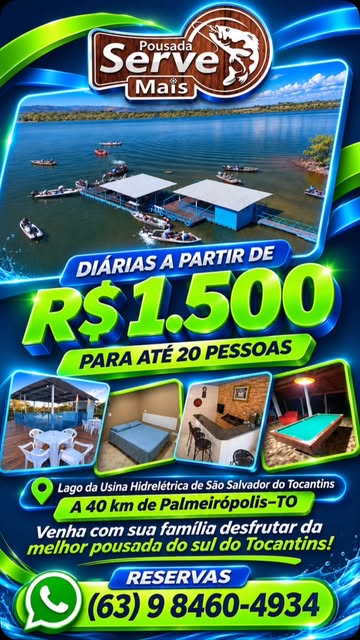 Pousada
Serve
Mais
DIÁRIAS A PARTIR DE
R$1.500
PARA ATÉ 20 PESSOAS
Lago da Usina Hidrelétrica de São Salvador do Tocantins
A 40 km de Palmeirópolis-TO
Venha com sua família desfrutar da
melhor pousada do sul do Tocantins!
RESERVAS
(63) 9 8460-4934